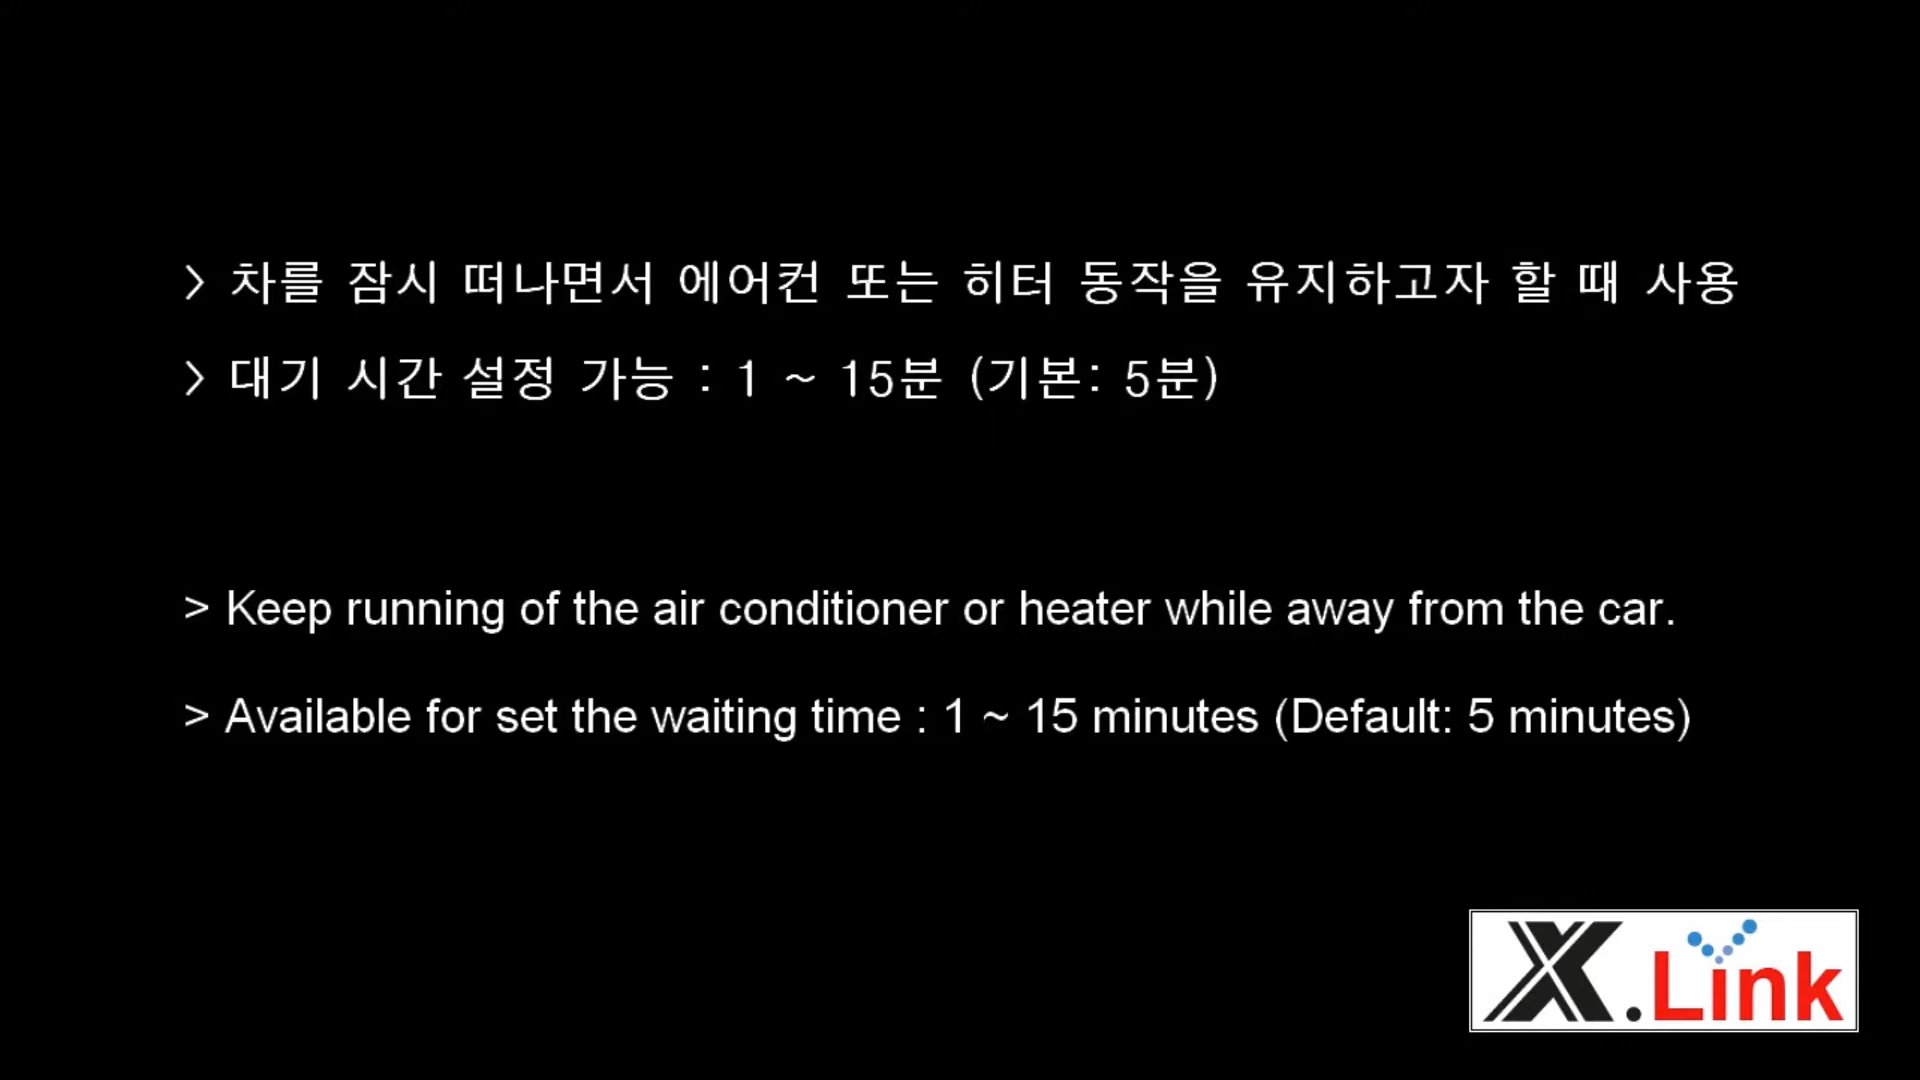 > 차를 잠시 떠나면서 에어컨 또는 히터 동작을 유지하고자 할 때 사용
> 대기 시간 설정 가능 : 1 ~ 15분 (기본: 5분)
> Keep running of the air conditioner or heater while away from the car.
> Available for set the waiting time : 1 ~ 15 minutes (Default: 5 minutes)
X.Link